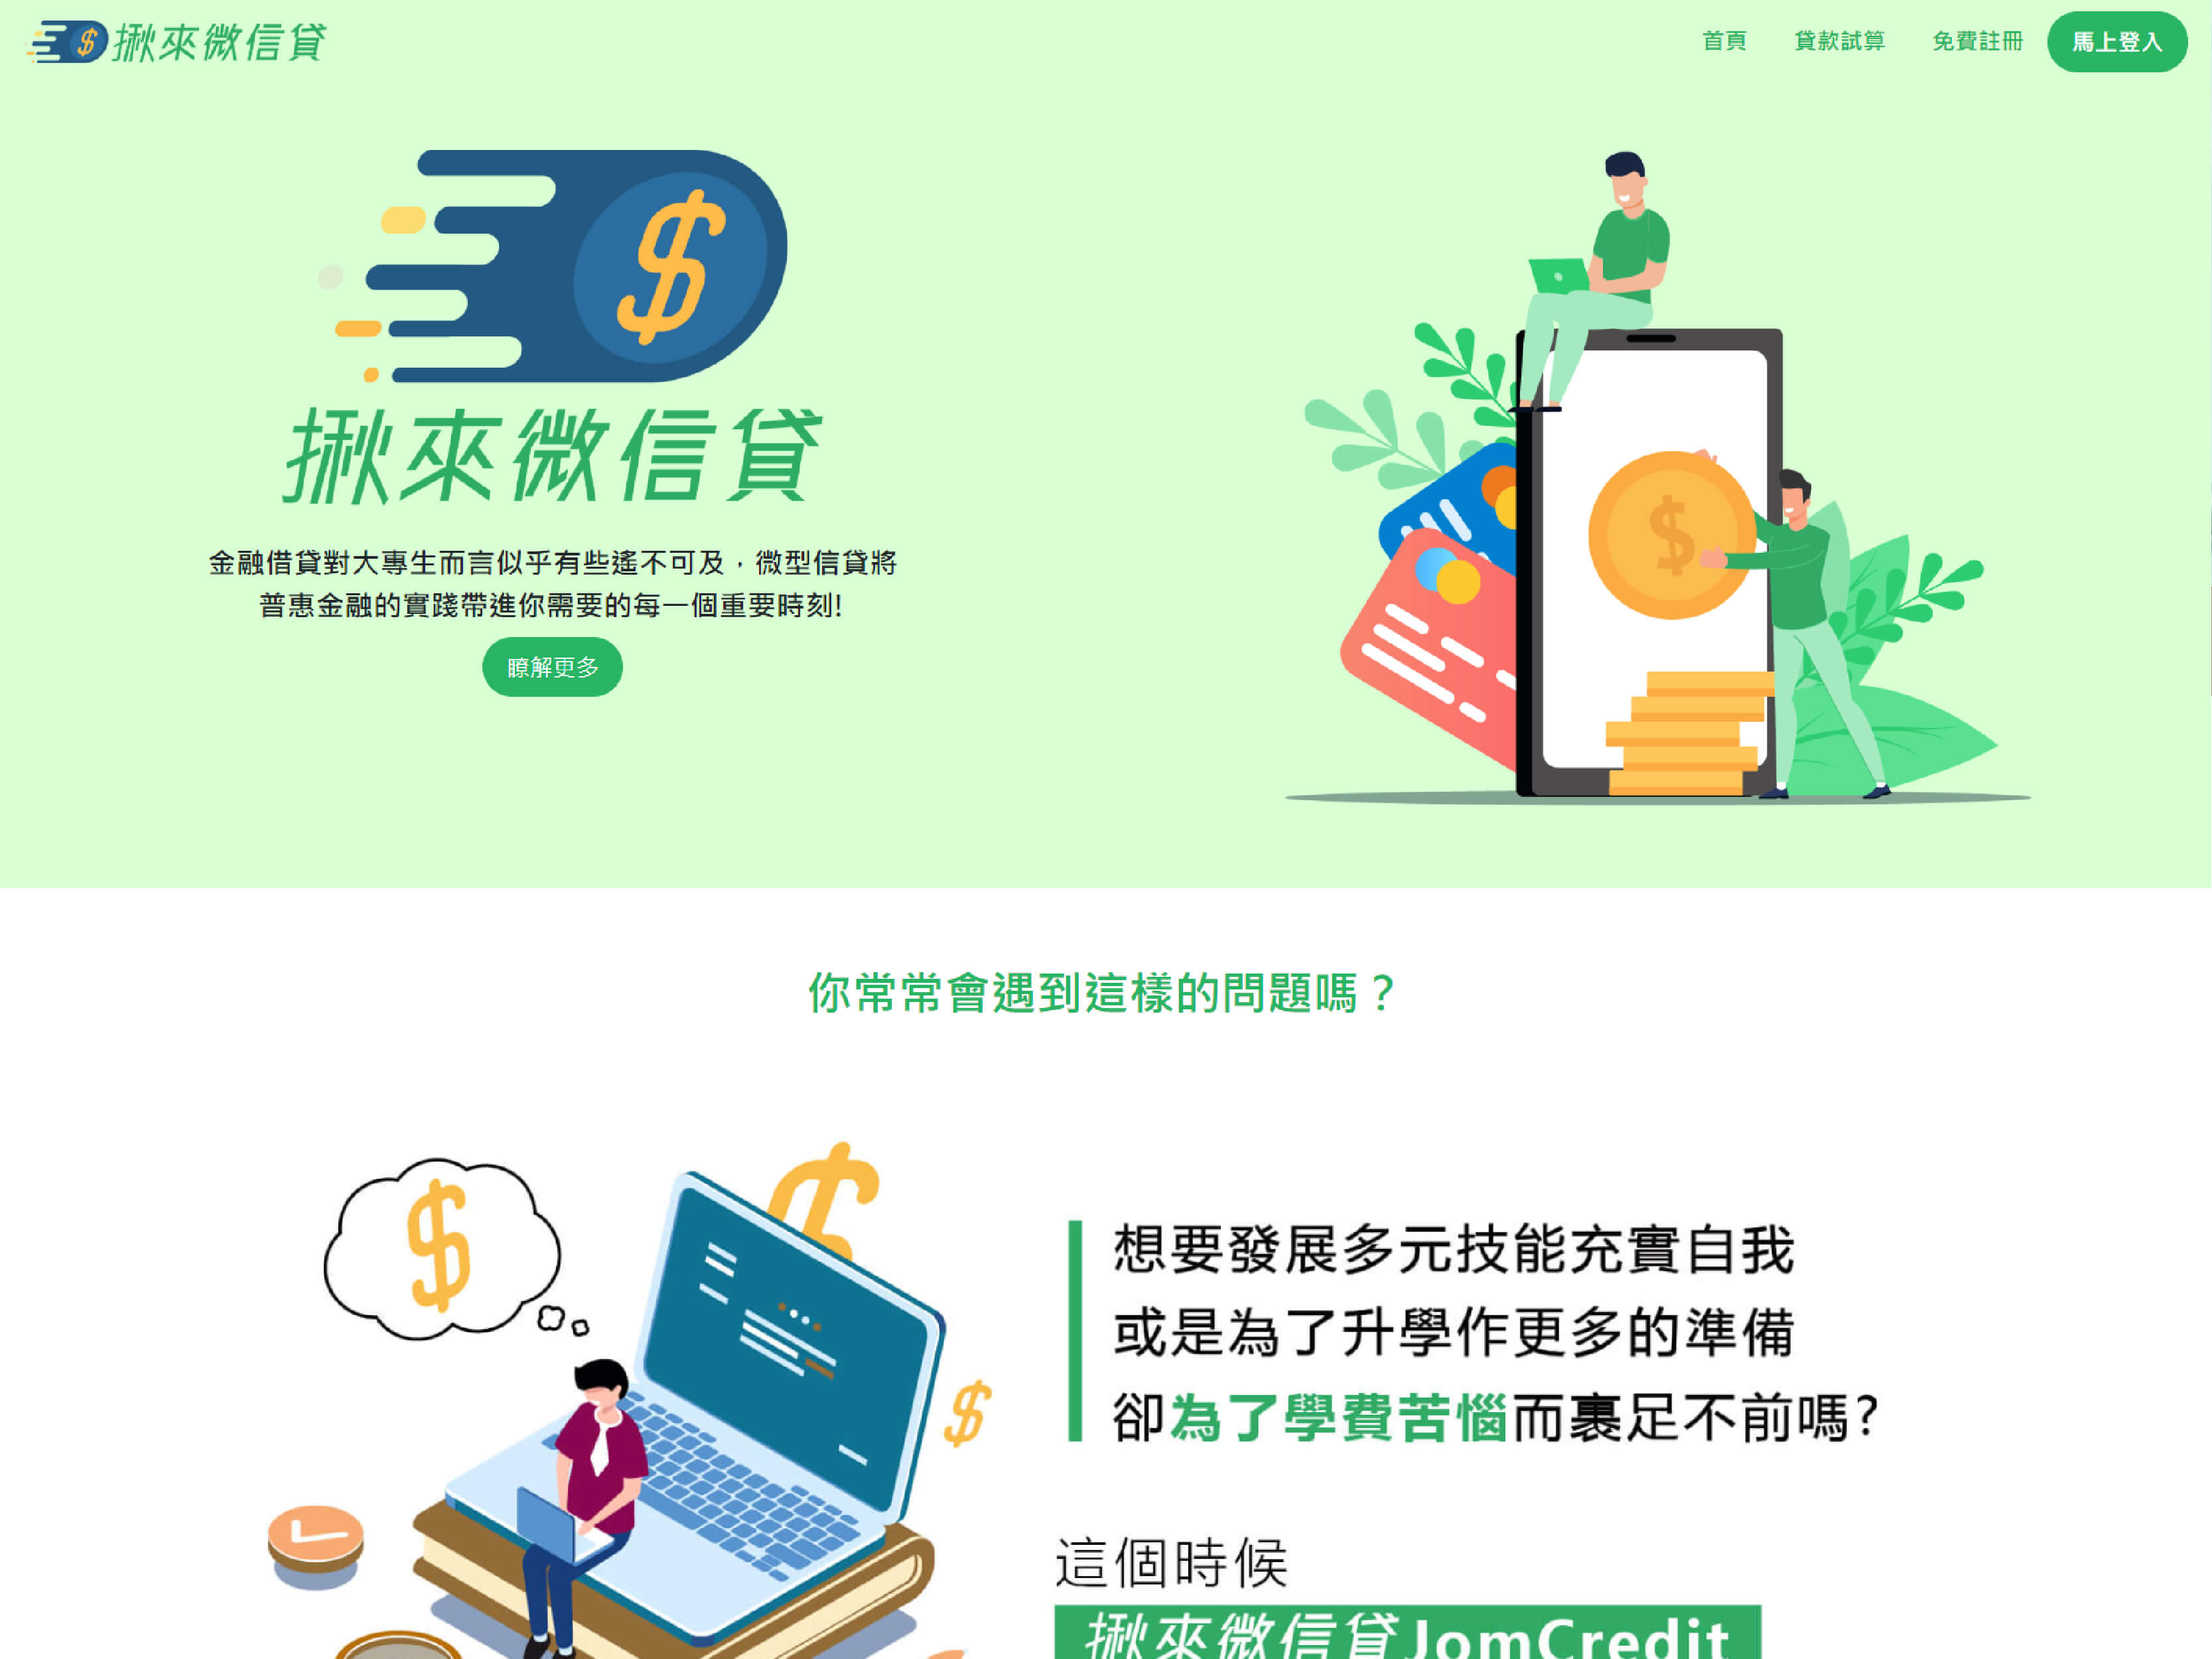 揪來微信貸
首頁 貸款試算 免費註冊 馬上登入
揪來微信貸
金融借貸對大專生而言似乎有些遙不可及，微型信貸將
普惠金融的實踐帶進你需要的每一個重要時刻!
瞭解更多
你常常會遇到這樣的問題嗎？
想要發展多元技能充實自我
或是為了升學作更多的準備
卻為了學費苦惱而裹足不前嗎?
這個時候
揪來微信貸JomCredit